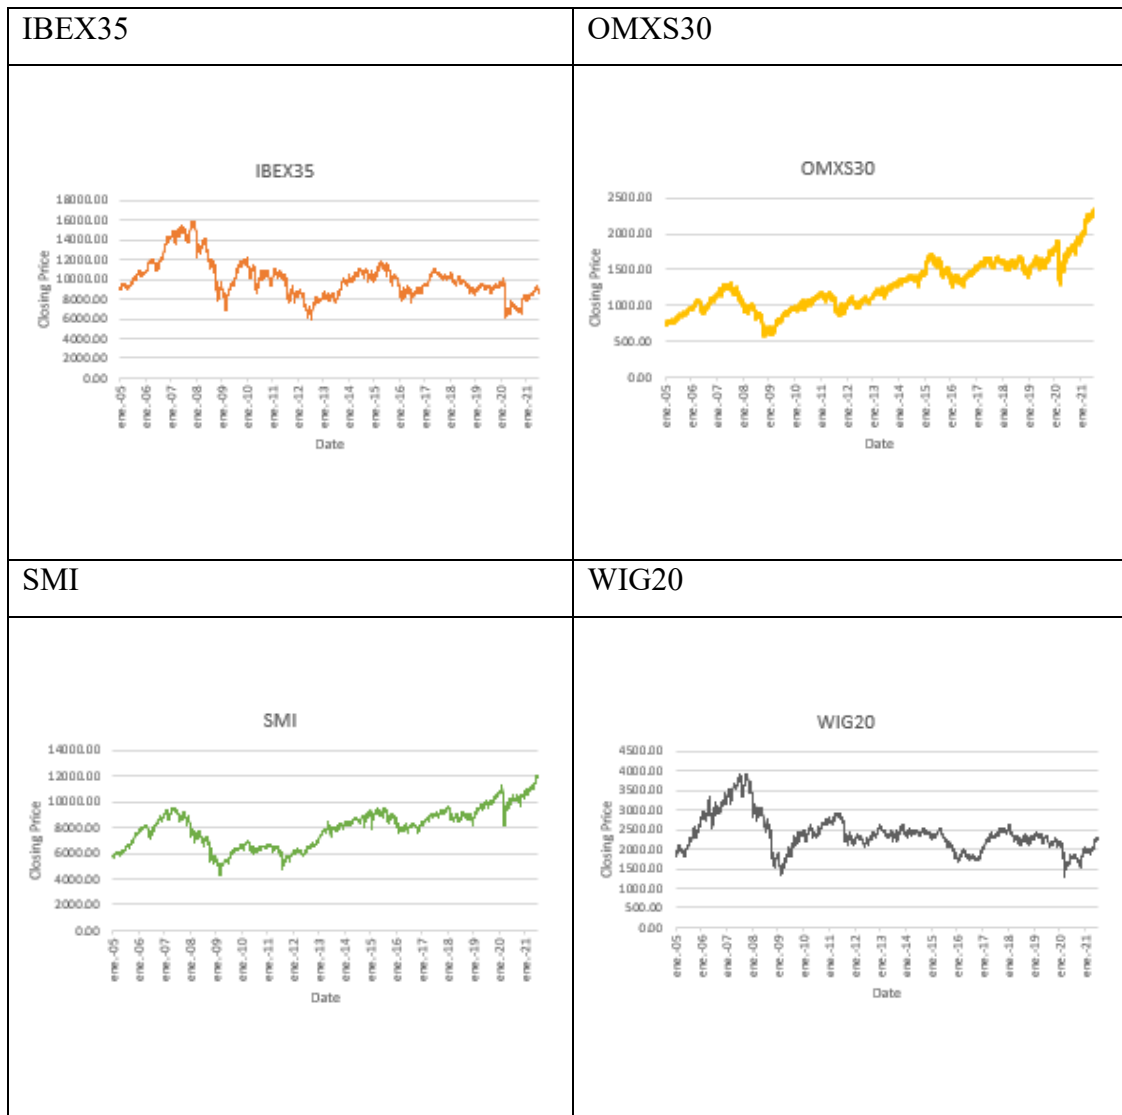 IBEX35
OMXS30
IBEX35
18000.00
16000.00
14000.00
12000.00
10000.00
8000.00
6000.00
4000.00
2000.00
0.00
Closing Price
ene.-05
ene.-06
ene.-07
ene.-08
ene.-09
ene.-10
ene.-11
ene.-12
ene.-13
ene.-14
ene.-15
ene.-16
ene.-17
ene.-18
ene.-19
ene.-20
ene.-21
Date
OMXS30
2500.00
2000.00
1500.00
1000.00
500.00
0.00
Closing Price
ene.-05
ene.-06
ene.-07
ene.-08
ene.-09
ene.-10
ene.-11
ene.-12
ene.-13
ene.-14
ene.-15
ene.-16
ene.-17
ene.-18
ene.-19
ene.-20
ene.-21
Date
SMI
WIG20
SMI
14000.00
12000.00
10000.00
8000.00
6000.00
4000.00
2000.00
0.00
Closing Price
ene.-05
ene.-06
ene.-07
ene.-08
ene.-09
ene.-10
ene.-11
ene.-12
ene.-13
ene.-14
ene.-15
ene.-16
ene.-17
ene.-18
ene.-19
ene.-20
ene.-21
Date
WIG20
4500.00
4000.00
3500.00
3000.00
2500.00
2000.00
1500.00
1000.00
500.00
0.00
Closing Price
ene.-05
ene.-06
ene.-07
ene.-08
ene.-09
ene.-10
ene.-11
ene.-12
ene.-13
ene.-14
ene.-15
ene.-16
ene.-17
ene.-18
ene.-19
ene.-20
ene.-21
Date